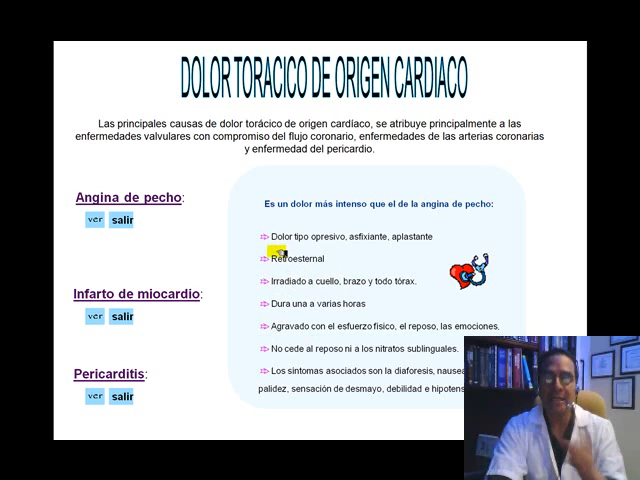 DOLOR TORACICO DE ORIGEN CARDIACO
Las principales causas de dolor torácico de origen cardíaco, se atribuye principalmente a las
enfermedades valvulares con compromiso del flujo coronario, enfermedades de las arterias coronarias
y enfermedad del pericardio.
Angina de pecho:
ver salir
Infarto de miocardio:
ver salir
Pericarditis:
ver salir
Es un dolor más intenso que el de la angina de pecho:
Dolor tipo opresivo, asfixiante, aplastante
Retroesternal
Irradiado a cuello, brazo y todo tórax.
Dura una a varias horas
Agravado con el esfuerzo fisico, el reposo, las emociones.
No cede al reposo ni a los nitratos sublinguales.
Los sintomas asociados son la diaforesis, nausea
palidez, sensación de desmayo, debilidad e hipotens